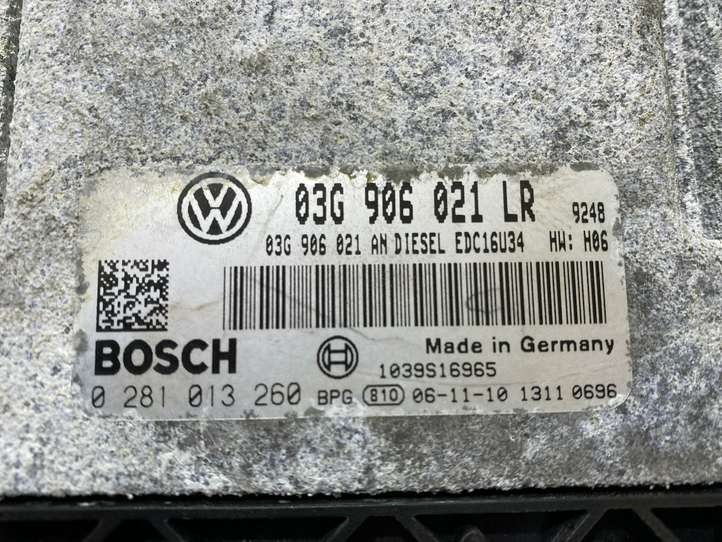 03G 906 021 LR 9248
03G 906 021 AN DIESEL EDC16U34 HW: H06
BOSCH
Made in Germany
1039S16965
0 281 013 260 BPG 810 06-11-10 1311 0696